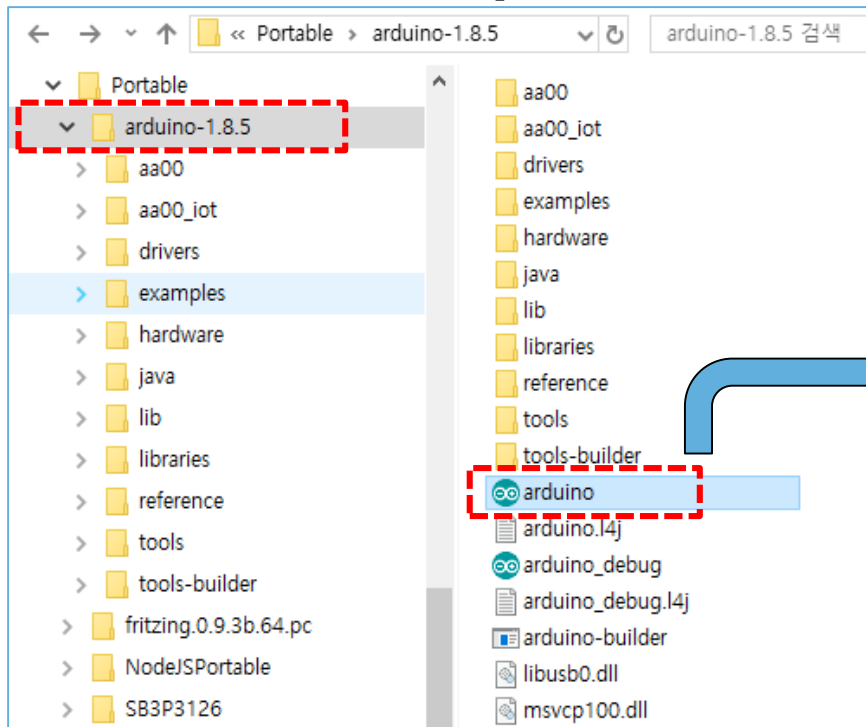 « Portable › arduino-1.8.5
arduino-1.8.5 검색
Portable
arduino-1.8.5
aa00
aa00_iot
drivers
examples
hardware
java
lib
libraries
reference
tools
tools-builder
fritzing.0.9.3b.64.pc
NodeJSPortable
SB3P3126
aa00
aa00_iot
drivers
examples
hardware
java
lib
libraries
reference
tools
tools-builder
arduino
arduino.l4j
arduino_debug
arduino_debug.l4j
arduino-builder
libusb0.dll
msvcp100.dll